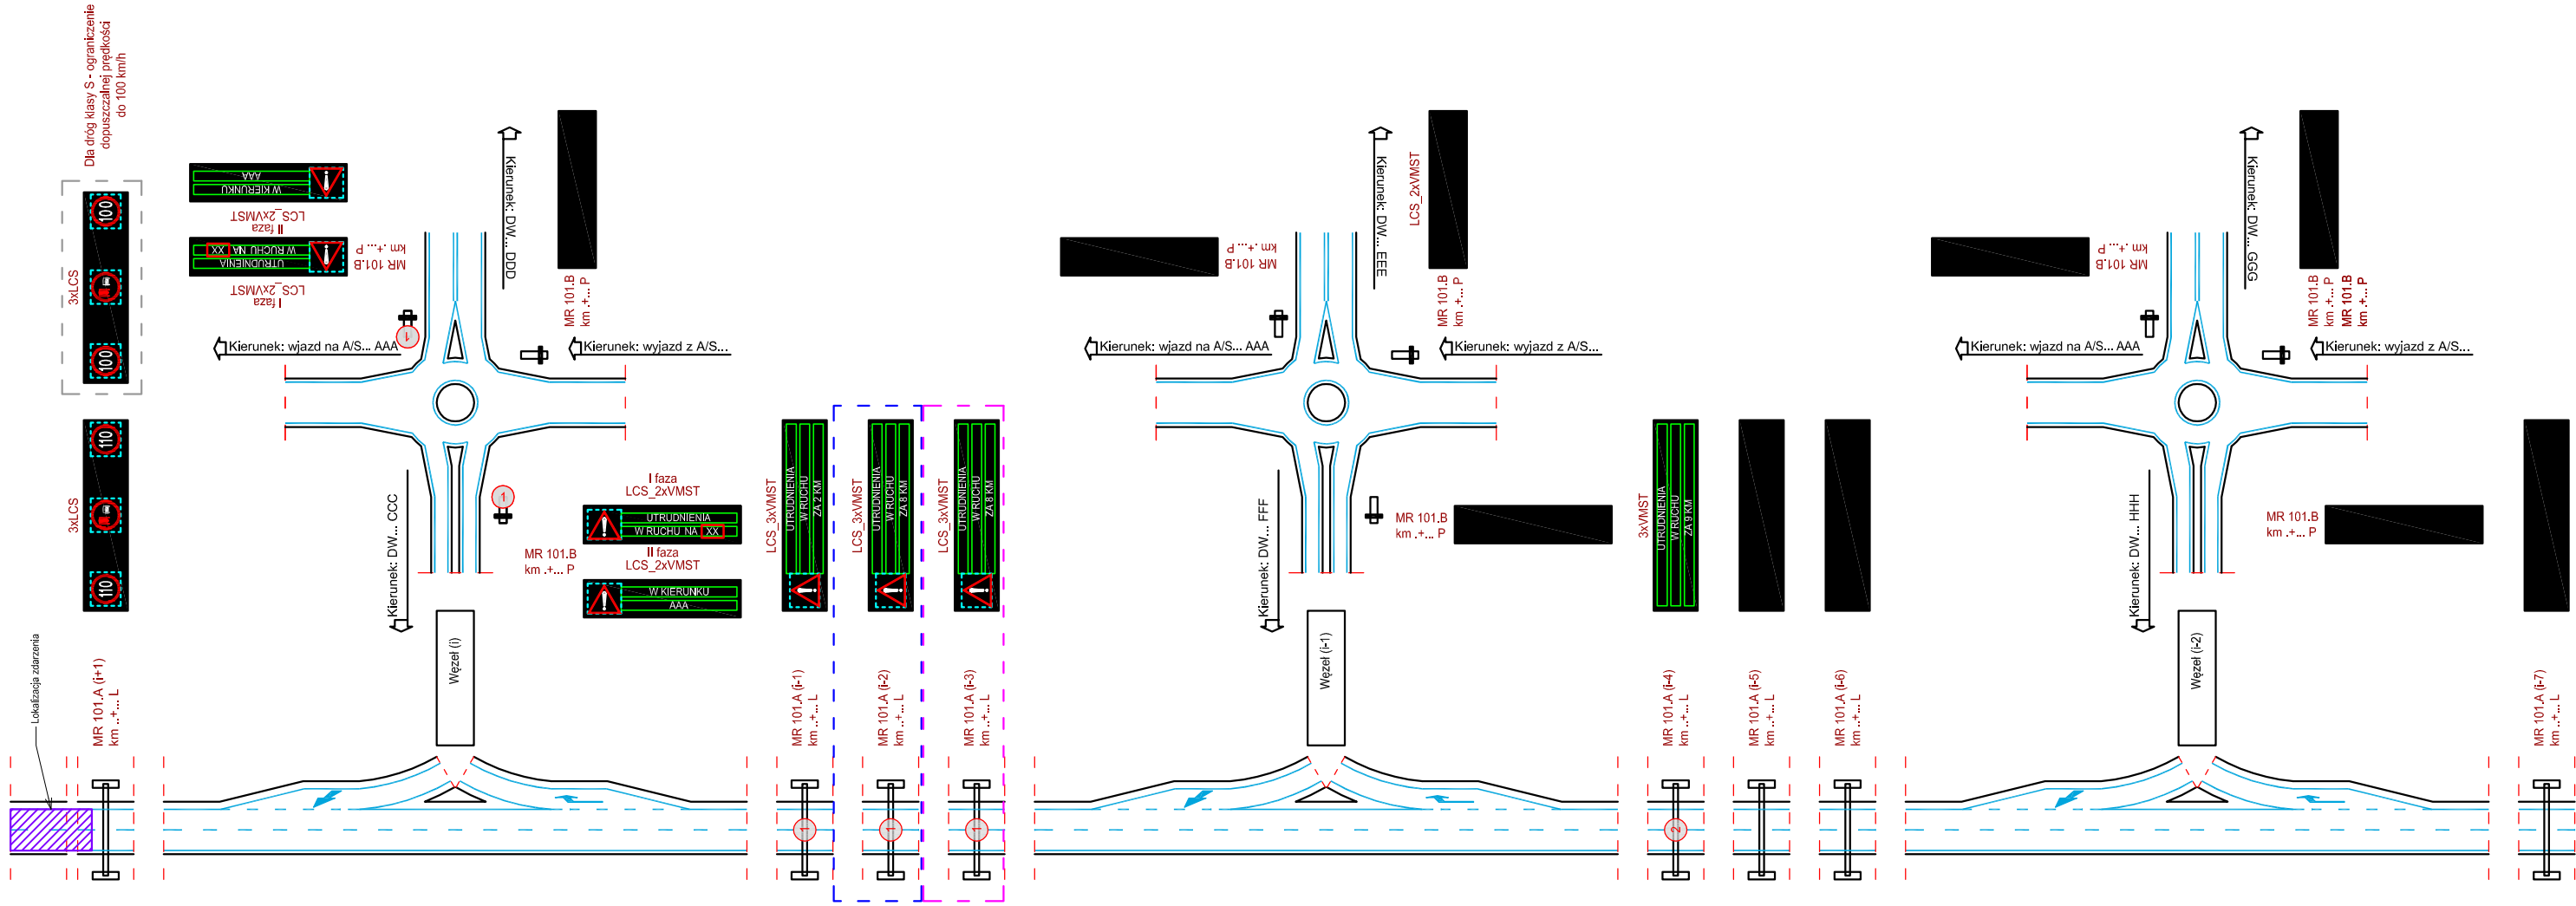 Dla dróg klasy S - ograniczenie
dopuszczalnej prędkości
do 100 km/h
3xLCS
100
100
3xLCS
110
110
Lokalizacja zdarzenia
MR 101.A (i+1)
km ..+... L
W KIERUNKU
AAA
II faza
LCS_2xVMST
UTRUDNIENIA
W RUCHU NA XX
I faza
LCS_2xVMST
MR 101.B
km .+... P
1
Kierunek: DW... DDD
MR 101.B
km .+... P
Kierunek: wjazd na A/S... AAA
Kierunek: wyjazd z A/S...
Kierunek: DW... CCC
1
MR 101.B
km .+... P
I faza
LCS_2xVMST
UTRUDNIENIA
W RUCHU NA XX
II faza
LCS_2xVMST
W KIERUNKU
AAA
Węzeł (i)
LCS_3xVMST
UTRUDNIENIA
W RUCHU
ZA 2 KM
MR 101.A (i-1)
km ..+... L
1
LCS_3xVMST
UTRUDNIENIA
W RUCHU
ZA 8 KM
MR 101.A (i-2)
km ..+... L
1
LCS_3xVMST
UTRUDNIENIA
W RUCHU
ZA 8 KM
MR 101.A (i-3)
km ..+... L
1
MR 101.B
km .+... P
Kierunek: DW... EEE
LCS_2xVMST
MR 101.B
km .+... P
Kierunek: wjazd na A/S... AAA
Kierunek: wyjazd z A/S...
Kierunek: DW... FFF
MR 101.B
km .+... P
Węzeł (i-1)
3xVMST
UTRUDNIENIA
W RUCHU
ZA 9 KM
MR 101.A (i-4)
km ..+... L
2
MR 101.A (i-5)
km ..+... L
MR 101.A (i-6)
km ..+... L
MR 101.B
km .+... P
Kierunek: DW... GGG
MR 101.B
km .+... P
MR 101.B
km .+... P
Kierunek: wjazd na A/S... AAA
Kierunek: wyjazd z A/S...
Kierunek: DW... HHH
MR 101.B
km .+... P
Węzeł (i-2)
MR 101.A (i-7)
km ..+... L